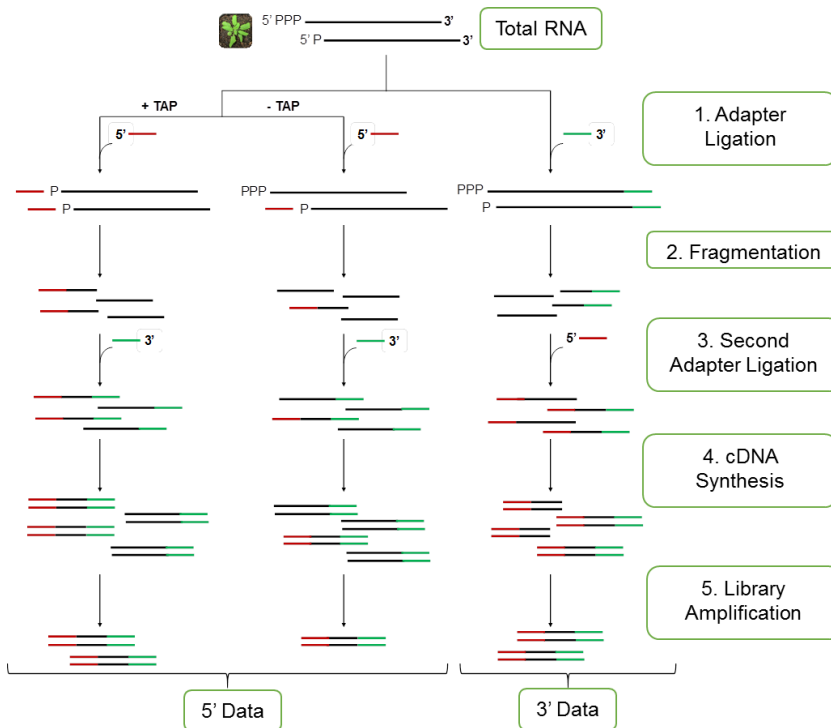 5' PPP 3'
5' P 3'
Total RNA
+ TAP
- TAP
1. Adapter
Ligation
5'
5'
3'
P
P
PPP
P
PPP
P
2. Fragmentation
3'
3'
5'
3. Second
Adapter Ligation
4. cDNA
Synthesis
5. Library
Amplification
5' Data
3' Data